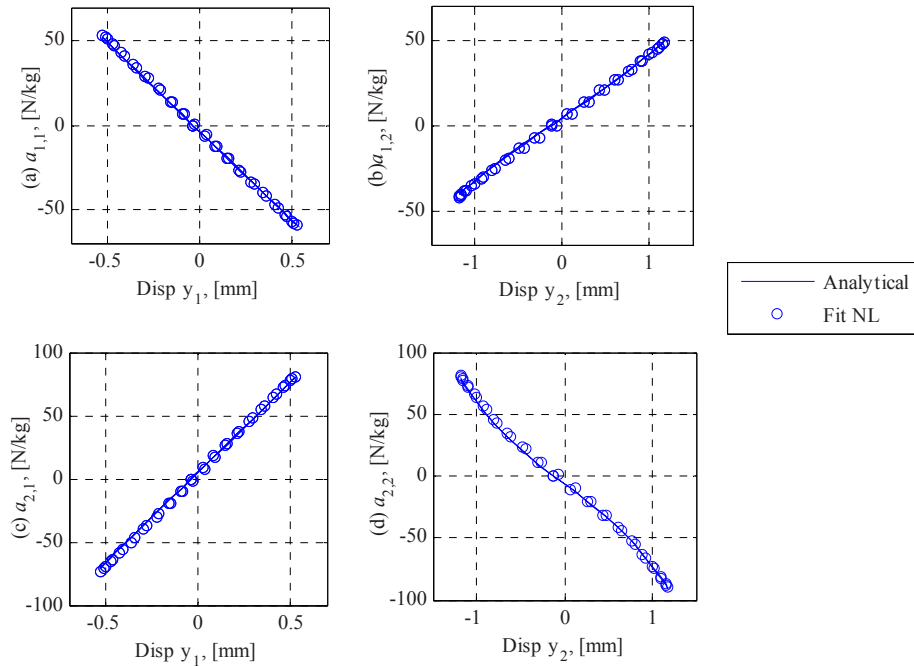 50
0
-50
-0.5 0 0.5
(a) a1,1, [N/kg]
Disp y1, [mm]
50
0
-50
-1 0 1
(b)a1,2, [N/kg]
Disp y2, [mm]
Analytical
Fit NL
100
50
0
-50
-100
-0.5 0 0.5
(c) a2,1, [N/kg]
Disp y1, [mm]
100
50
0
-50
-100
-1 0 1
(d) a2,2, [N/kg]
Disp y2, [mm]